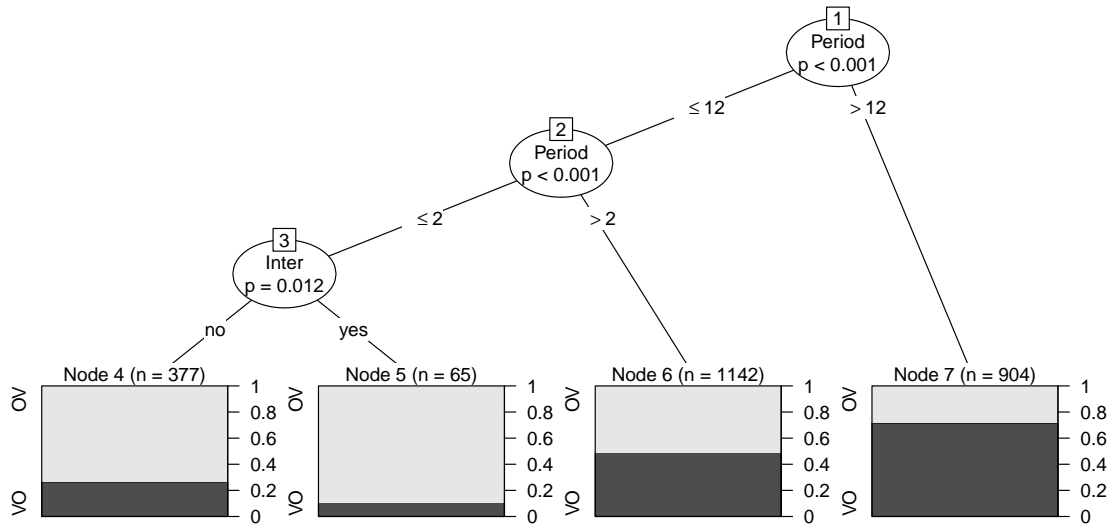 1
Period
p < 0.001
≤ 12
> 12
2
Period
p < 0.001
≤ 2
> 2
3
Inter
p = 0.012
no
yes
Node 4 (n = 377)
VO
OV
0
0.2
0.4
0.6
0.8
1
Node 5 (n = 65)
VO
OV
0
0.2
0.4
0.6
0.8
1
Node 6 (n = 1142)
VO
OV
0
0.2
0.4
0.6
0.8
1
Node 7 (n = 904)
VO
OV
0
0.2
0.4
0.6
0.8
1